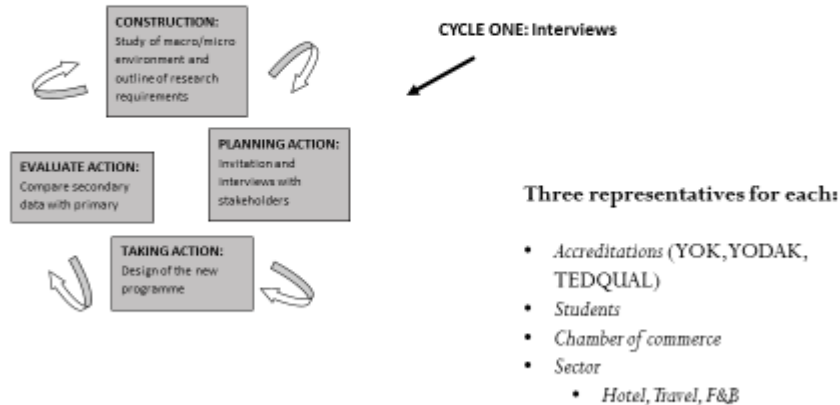 CONSTRUCTION:
Study of macro/micro
environment and
outline of research
requirements
CYCLE ONE: Interviews
PLANNING ACTION:
Invitation and
interviews with
stakeholders
EVALUATE ACTION:
Compare secondary
data with primary
TAKING ACTION:
Design of the new
programme
Three representatives for each:
• Accreditations (YOK, YODAK,
TEDQUAL)
• Students
• Chamber of commerce
• Sector
• Hotel, Travel, F&B